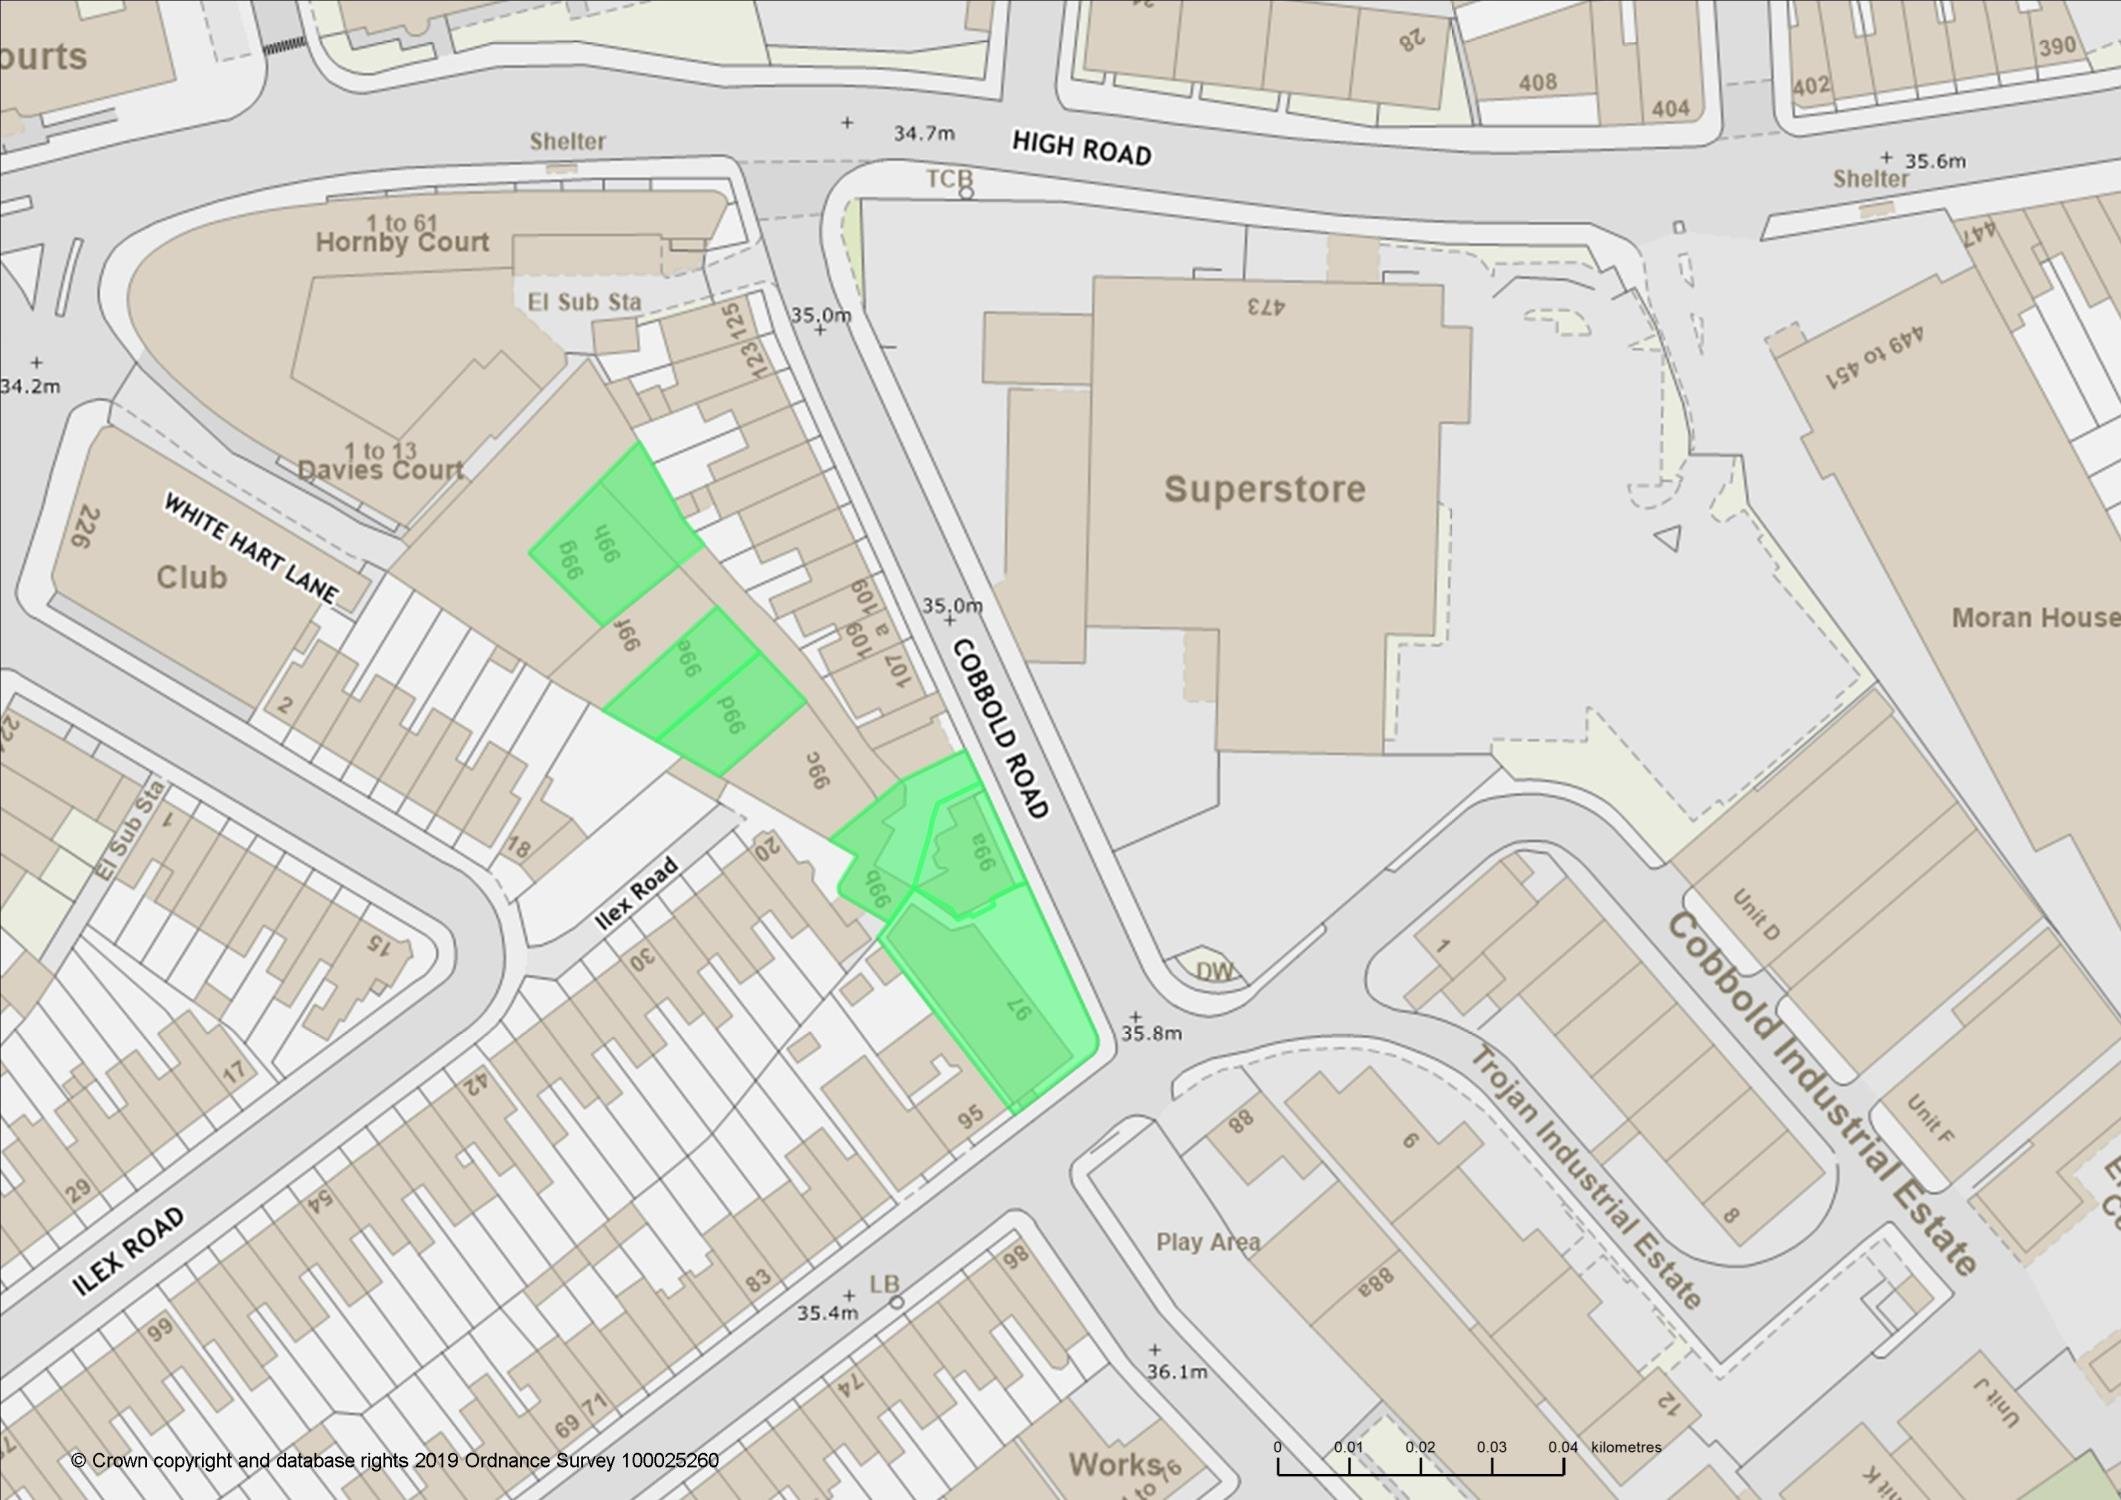 ourts
Shelter
34.7m
HIGH ROAD
28
408
404
402
390
35.6m
Shelter
TCB
1 to 61
Hornby Court
El Sub Sta
125
123
35.0m
473
447
449 to 451
34.2m
1 to 13
Davies Court
226
WHITE HART LANE
Club
Superstore
99h
99g
99f
99e
99d
99c
99b
99a
97
109
a
109
107
35.0m
COBBOLD ROAD
Moran House
2
18
El Sub Sta
1
15
Ilex Road
20
30
17
29
42
54
66
ILEX ROAD
95
83
69
71
DW
35.8m
1
Unit D
Cobbold Industrial Estate
Unit F
Trojan Industrial Estate
8
88
9
88a
12
Play Area
LB
35.4m
86
74
36.1m
Works
Unit J
nit K
0 0.01 0.02 0.03 0.04 kilometres
© Crown copyright and database rights 2019 Ordnance Survey 100025260